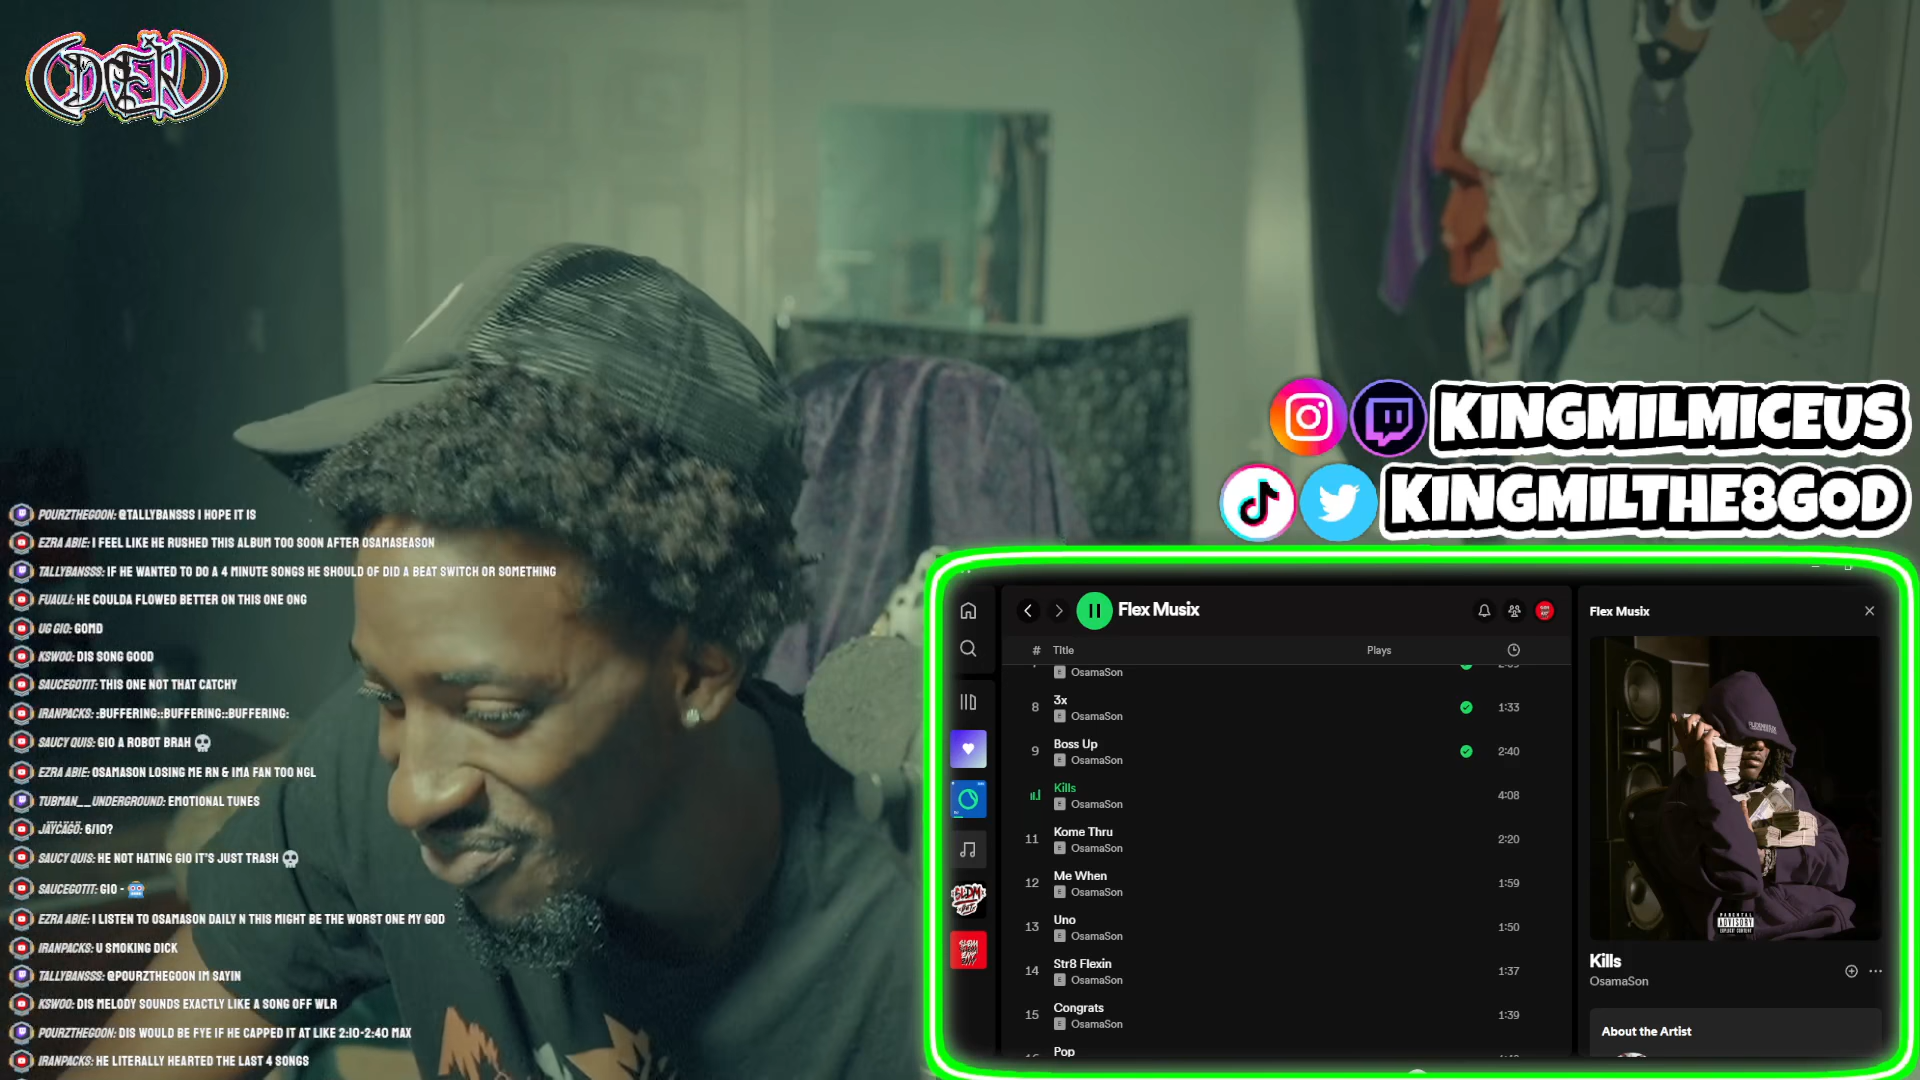 DCER
KINGMILMICEUS
KINGMILTHE8GOD
POURZTHEGOON: @TALLYBANSSS I HOPE IT IS
EZRA ABIE: I FEEL LIKE HE RUSHED THIS ALBUM TOO SOON AFTER OSAMASEASON
TALLYBANSSS: IF HE WANTED TO DO A 4 MINUTE SONGS HE SHOULD OF DID A BEAT SWITCH OR SOMETHING
FUAULI: HE COULDA FLOWED BETTER ON THIS ONE ONG
UG GIO: GOMD
KSWOO: DIS SONG GOOD
SAUCEGOTIT: THIS ONE NOT THAT CATCHY
IRANPACKS: :BUFFERING::BUFFERING::BUFFERING:
SAUCY QUIS: GIO A ROBOT BRAH 💀
EZRA ABIE: OSAMASON LOSING ME RN & IMA FAN TOO NGL
TUBMAN__UNDERGROUND: EMOTIONAL TUNES
JAYCAGO: 6/10?
SAUCY QUIS: HE NOT HATING GIO IT'S JUST TRASH 💀
SAUCEGOTIT: GIO - 🤖
EZRA ABIE: I LISTEN TO OSAMASON DAILY N THIS MIGHT BE THE WORST ONE MY GOD
IRANPACKS: U SMOKING DICK
TALLYBANSSS: @POURZTHEGOON IM SAYIN
KSWOO: DIS MELODY SOUNDS EXACTLY LIKE A SONG OFF WLR
POURZTHEGOON: DIS WOULD BE FYE IF HE CAPPED IT AT LIKE 2:10-2:40 MAX
IRANPACKS: HE LITERALLY HEARTED THE LAST 4 SONGS
Flex Musix
# Title Plays
E OsamaSon
8 3x 1:33
E OsamaSon
9 Boss Up 2:40
E OsamaSon
Kills 4:08
E OsamaSon
11 Kome Thru 2:20
E OsamaSon
12 Me When 1:59
E OsamaSon
13 Uno 1:50
E OsamaSon
14 Str8 Flexin 1:37
E OsamaSon
15 Congrats 1:39
E OsamaSon
Pop
Flex Musix
PARENTAL
ADVISORY
EXPLICIT CONTENT
Kills
OsamaSon
About the Artist